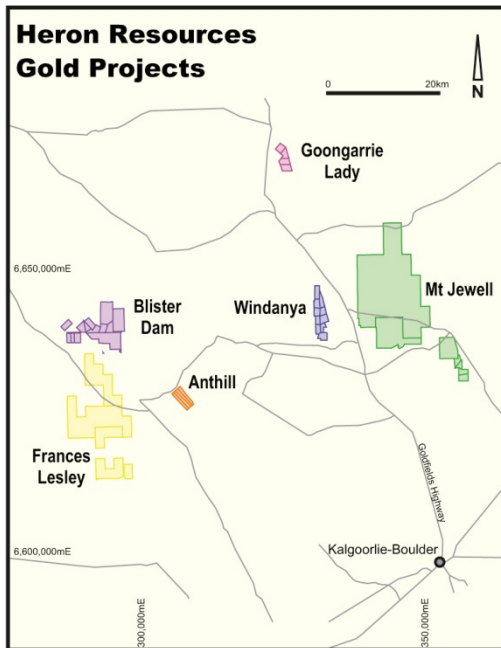 Heron Resources
Gold Projects
0
20km
N
Goongarrie
Lady
6,650,000mE
Blister
Dam
Windanya
Mt Jewell
Anthill
Frances
Lesley
Goldfields Highway
Kalgoorlie-Boulder
6,600,000mE
300,000mE
350,000mE